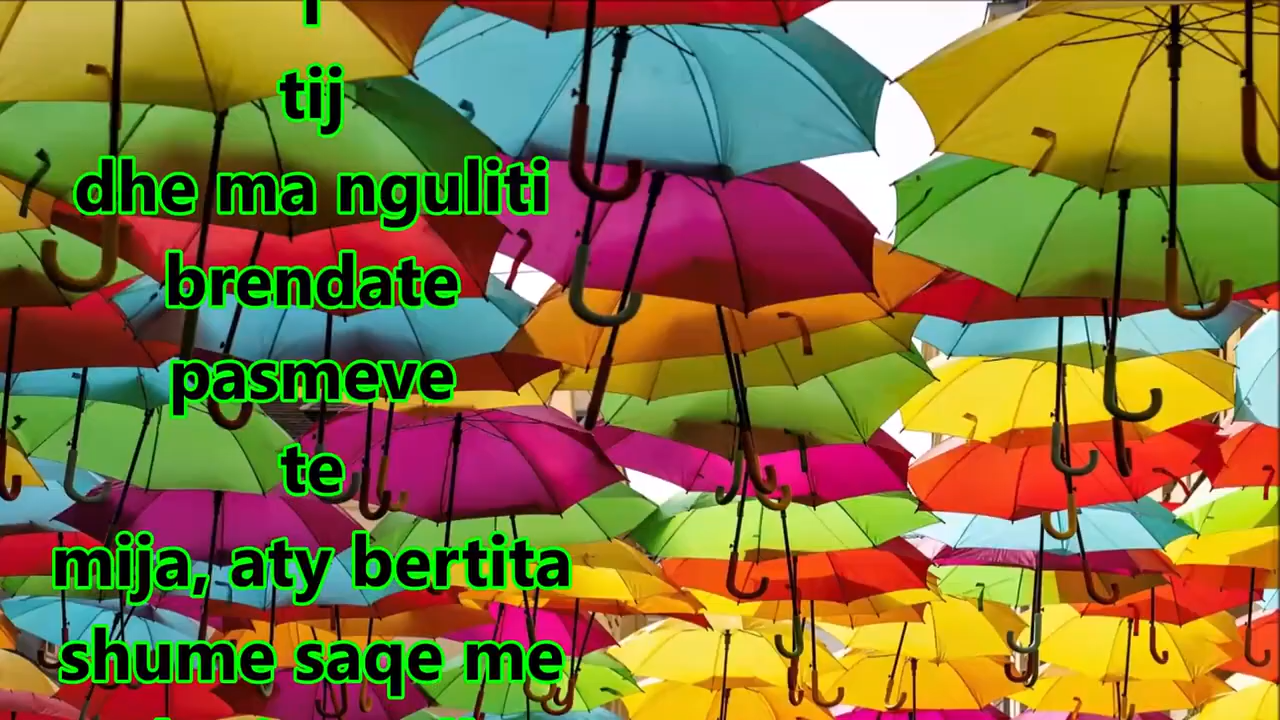 tij
dhe ma nguliti
brendate
pasmeve
te
mija, aty bertita
shume saqe me